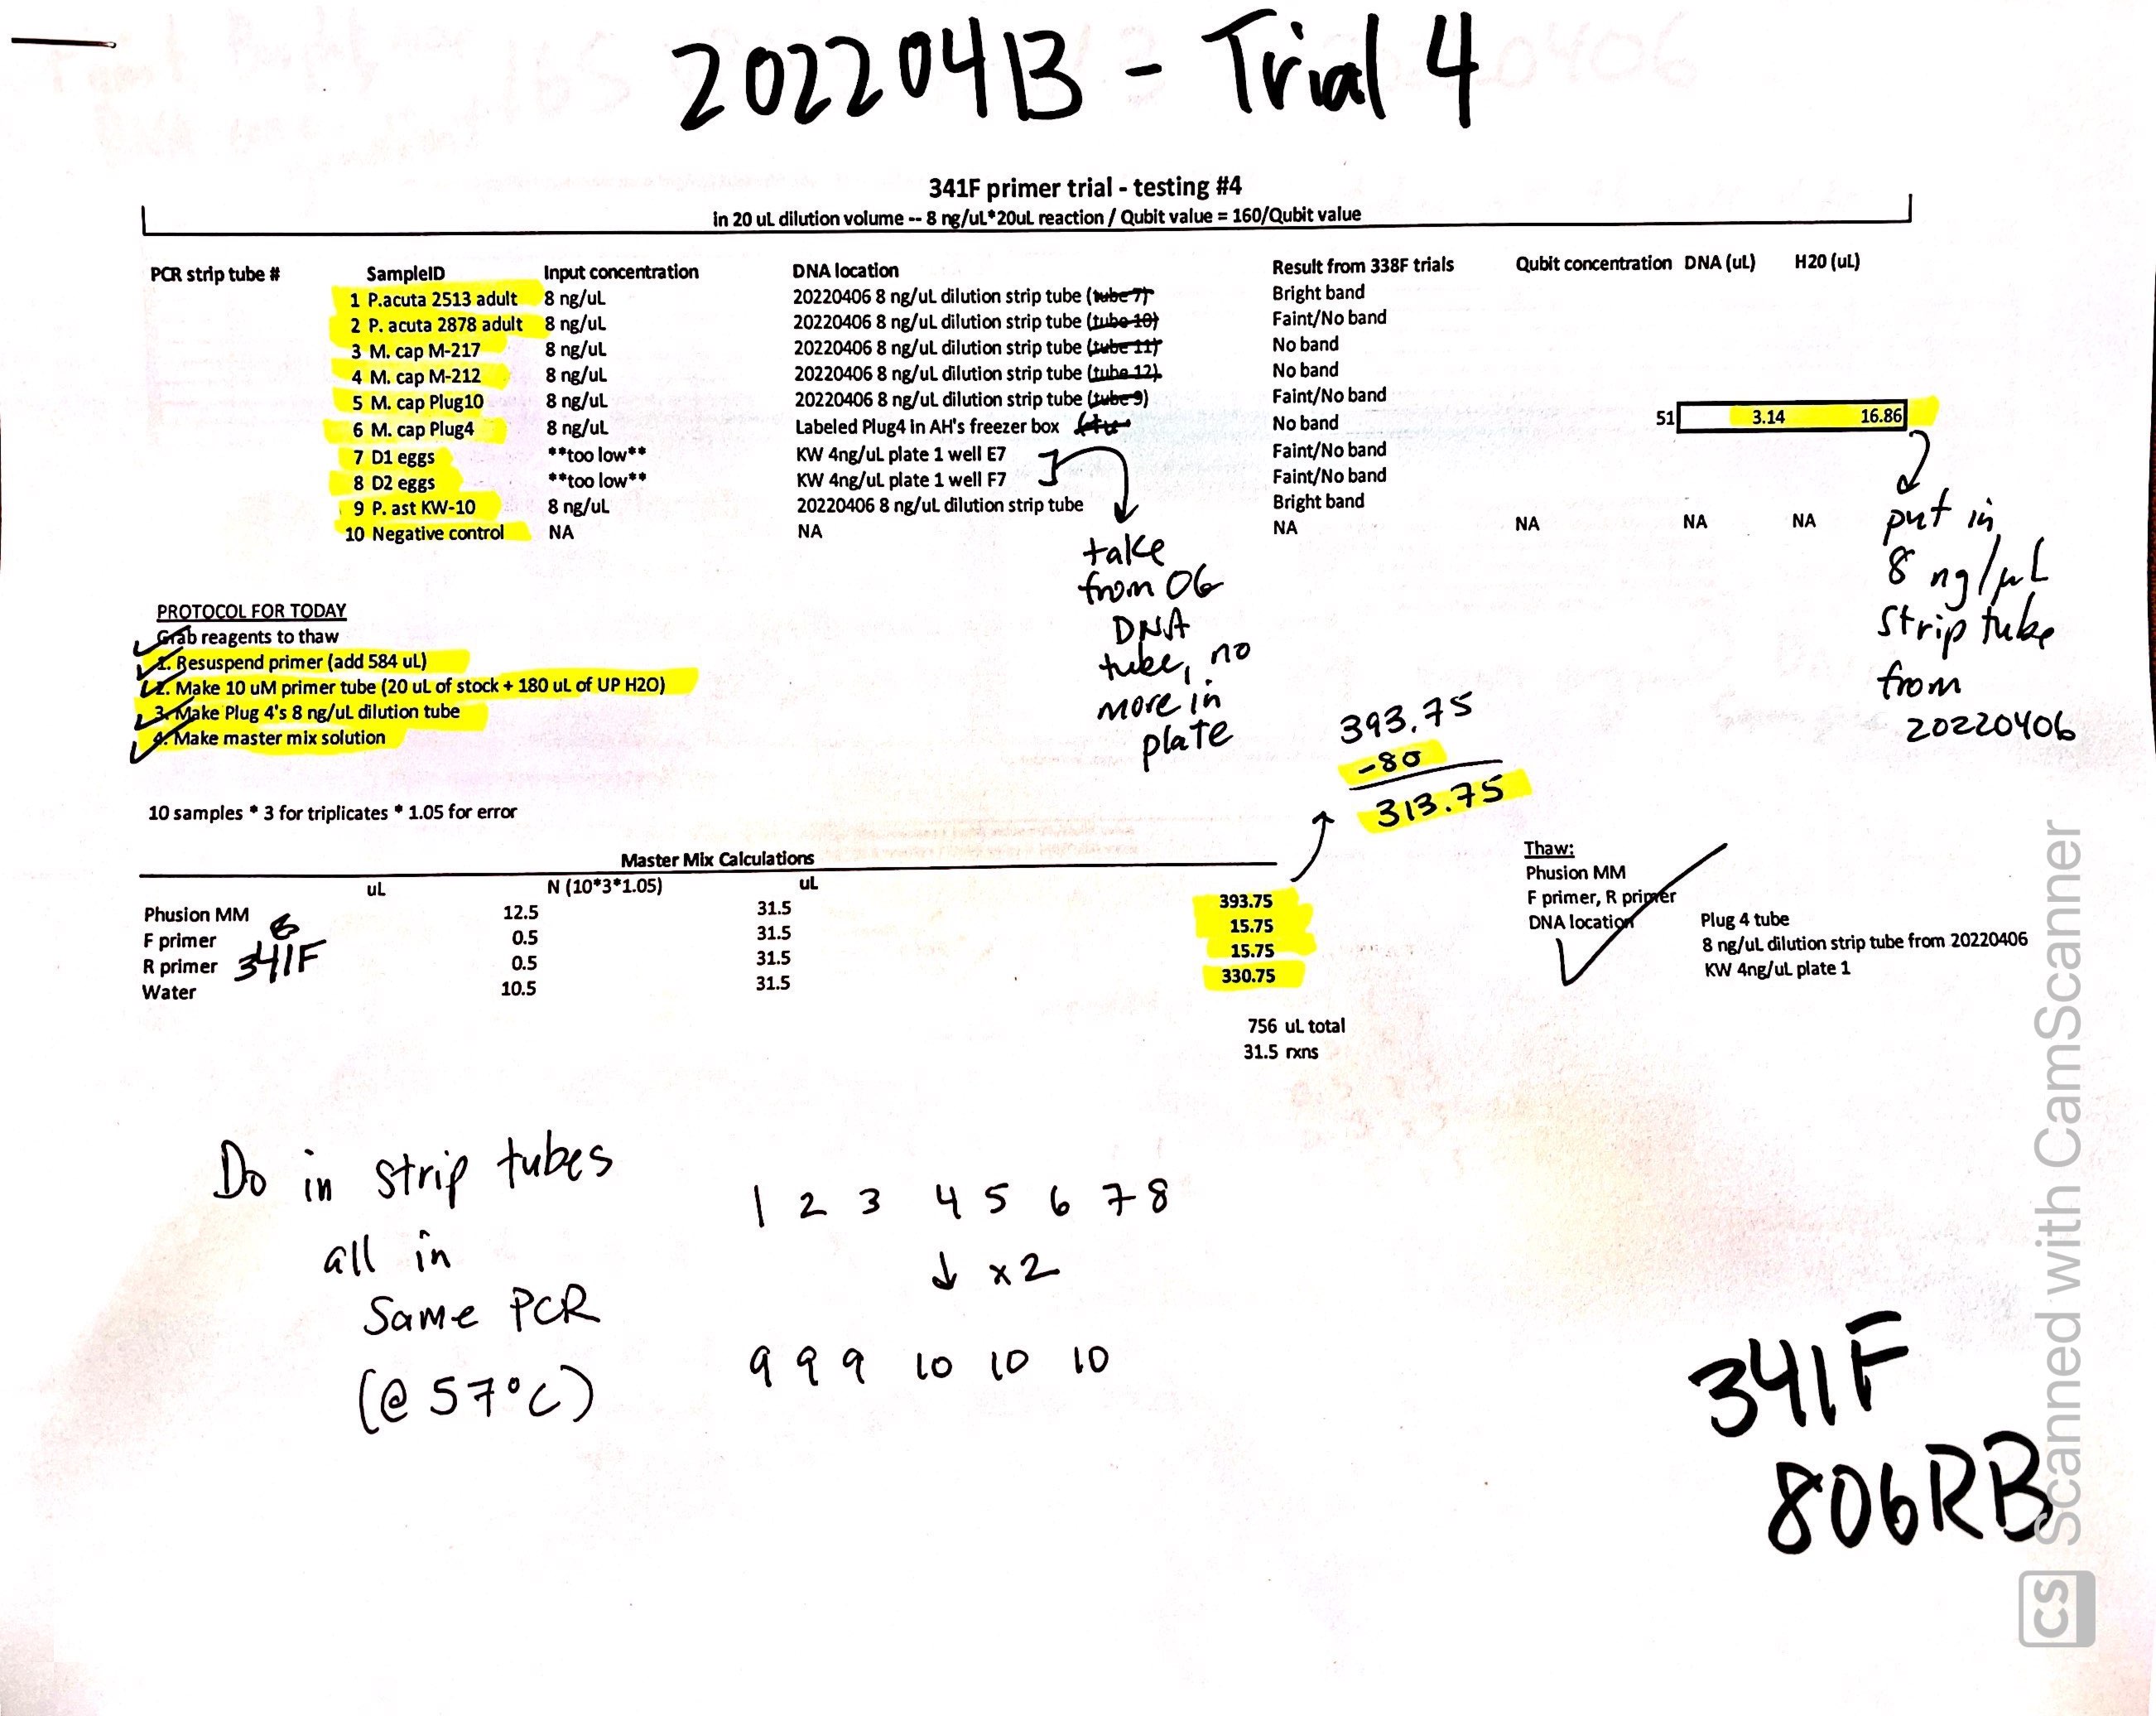 20220413 - Trial 4
341F primer trial - testing #4
in 20 uL dilution volume -- 8 ng/uL*20uL reaction / Qubit value = 160/Qubit value
PCR strip tube # SampleID Input concentration DNA location Result from 338F trials Qubit concentration DNA (uL) H20 (uL)
1 P.acuta 2513 adult 8 ng/uL 20220406 8 ng/uL dilution strip tube (tube 7) Bright band
2 P. acuta 2878 adult 8 ng/uL 20220406 8 ng/uL dilution strip tube (tube 10) Faint/No band
3 M. cap M-217 8 ng/uL 20220406 8 ng/uL dilution strip tube (tube 11) No band
4 M. cap M-212 8 ng/uL 20220406 8 ng/uL dilution strip tube (tube 12) No band
5 M. cap Plug10 8 ng/uL 20220406 8 ng/uL dilution strip tube (tube 9) Faint/No band
6 M. cap Plug4 8 ng/uL Labeled Plug4 in AH's freezer box No band 51 3.14 16.86
7 D1 eggs **too low** KW 4ng/uL plate 1 well E7 Faint/No band
8 D2 eggs **too low** KW 4ng/uL plate 1 well F7 Faint/No band
9 P. ast KW-10 8 ng/uL 20220406 8 ng/uL dilution strip tube Bright band
10 Negative control NA NA NA NA NA NA
take
from OG
DNA
tube, no
more in
plate
put in
8 ng/µL
strip tube
from
20220406
PROTOCOL FOR TODAY
Grab reagents to thaw
1. Resuspend primer (add 584 uL)
2. Make 10 uM primer tube (20 uL of stock + 180 uL of UP H2O)
3. Make Plug 4's 8 ng/uL dilution tube
4. Make master mix solution
393.75
-80
313.75
10 samples * 3 for triplicates * 1.05 for error
Master Mix Calculations
uL N (10*3*1.05) uL
Phusion MM 12.5 31.5 393.75
F primer 0.5 31.5 15.75
R primer 341F 0.5 31.5 15.75
Water 10.5 31.5 330.75
756 uL total
31.5 rxns
Thaw:
Phusion MM
F primer, R primer
DNA location Plug 4 tube
8 ng/uL dilution strip tube from 20220406
KW 4ng/uL plate 1
Do in strip tubes
all in
same PCR
(@ 57°C)
1 2 3 4 5 6 7 8
↓ x2
9 9 9 10 10 10
341F
806RB
CS Scanned with CamScanner